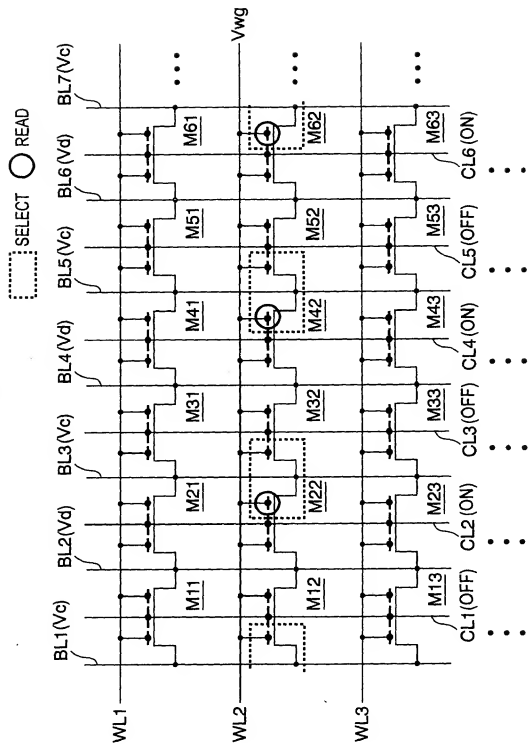 SELECT
READ
BL1(Vc) BL2(Vd) BL3(Vc) BL4(Vd) BL5(Vc) BL6(Vd) BL7(Vc)
WL1
M11 M21 M31 M41 M51 M61
WL2 Vwg
M12 M22 M32 M42 M52 M62
WL3
M13 M23 M33 M43 M53 M63
CL1(OFF) CL2(ON) CL3(OFF) CL4(ON) CL5(OFF) CL6(ON)